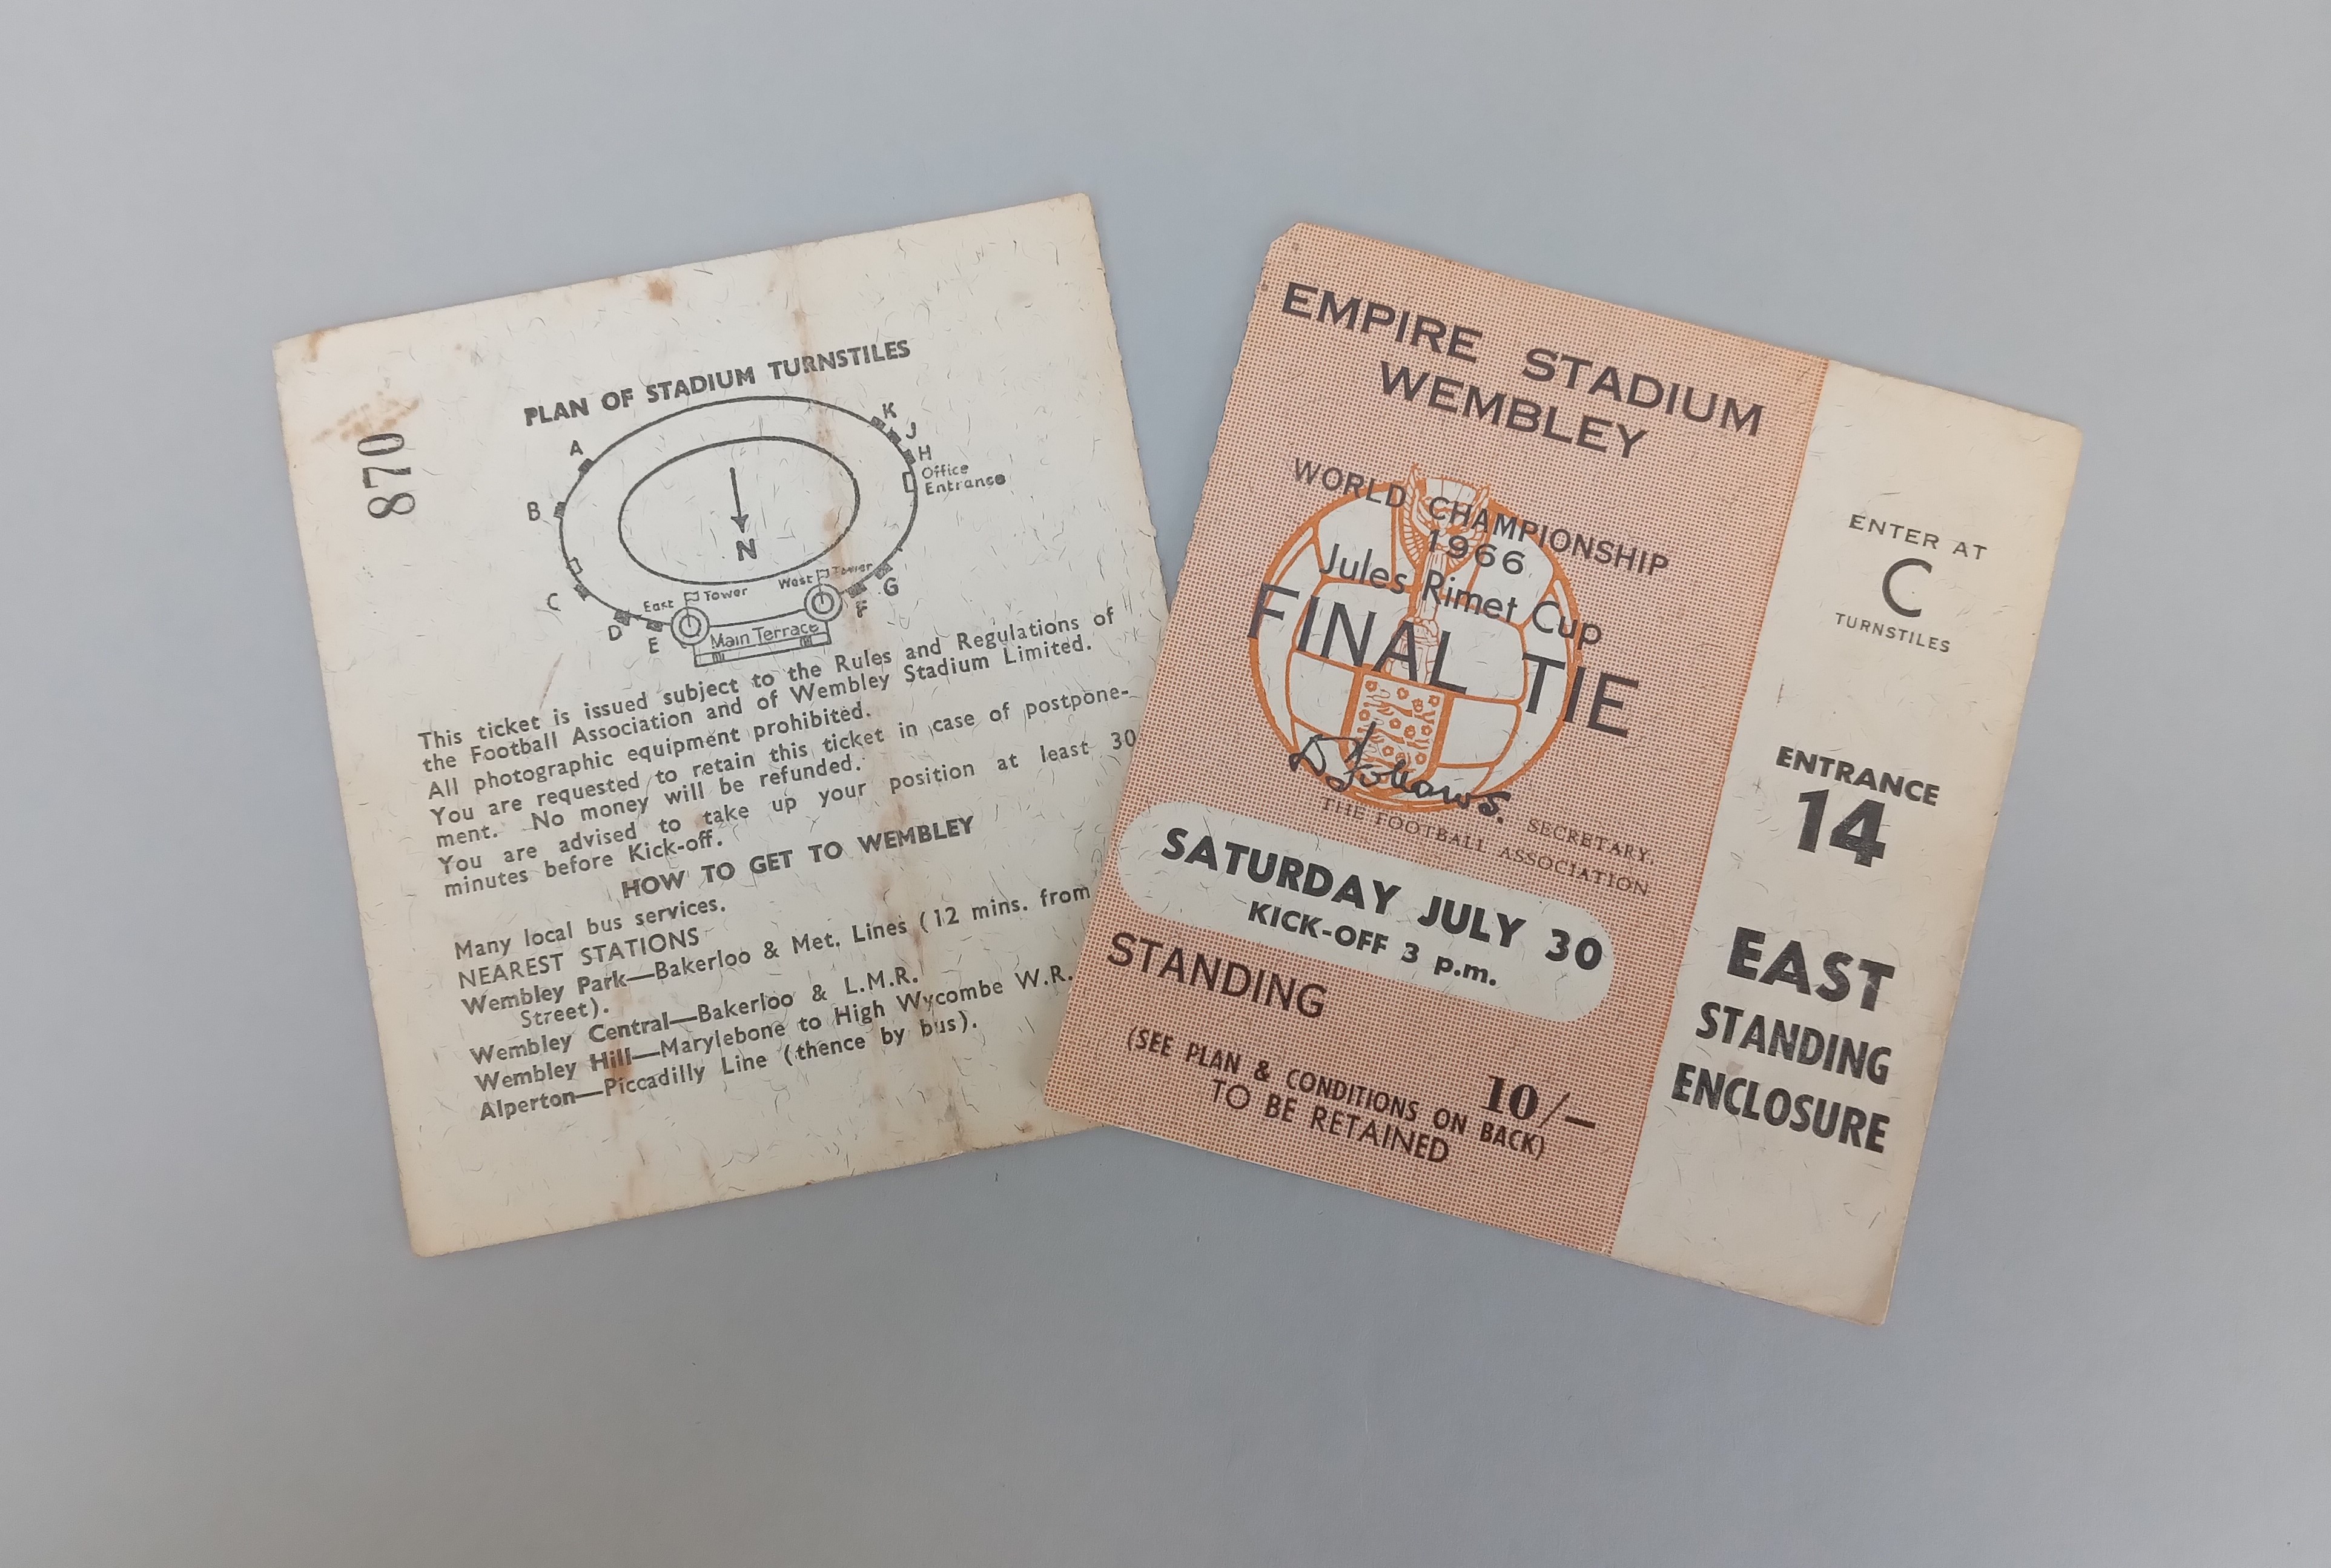 870
PLAN OF STADIUM TURNSTILES
A
B
C
D
E
F
G
H
J
K
Office
Entrance
N
East Tower
West Tower
Main Terrace
This ticket is issued subject to the Rules and Regulations of
the Football Association and of Wembley Stadium Limited.
All photographic equipment prohibited.
You are requested to retain this ticket in case of postpone-
ment. No money will be refunded.
You are advised to take up your position at least 30
minutes before Kick-off.
HOW TO GET TO WEMBLEY
Many local bus services.
NEAREST STATIONS
Wembley Park—Bakerloo & Met. Lines (12 mins. from
Street).
Wembley Central—Bakerloo & L.M.R.
Wembley Hill—Marylebone to High Wycombe W.R.
Alperton—Piccadilly Line (thence by bus).
EMPIRE STADIUM
WEMBLEY
WORLD CHAMPIONSHIP
1966
Jules Rimet Cup
FINAL TIE
D Follows.
SECRETARY,
THE FOOTBALL ASSOCIATION
SATURDAY JULY 30
KICK-OFF 3 p.m.
STANDING
10/-
(SEE PLAN & CONDITIONS ON BACK)
TO BE RETAINED
ENTER AT
C
TURNSTILES
ENTRANCE
14
EAST
STANDING
ENCLOSURE